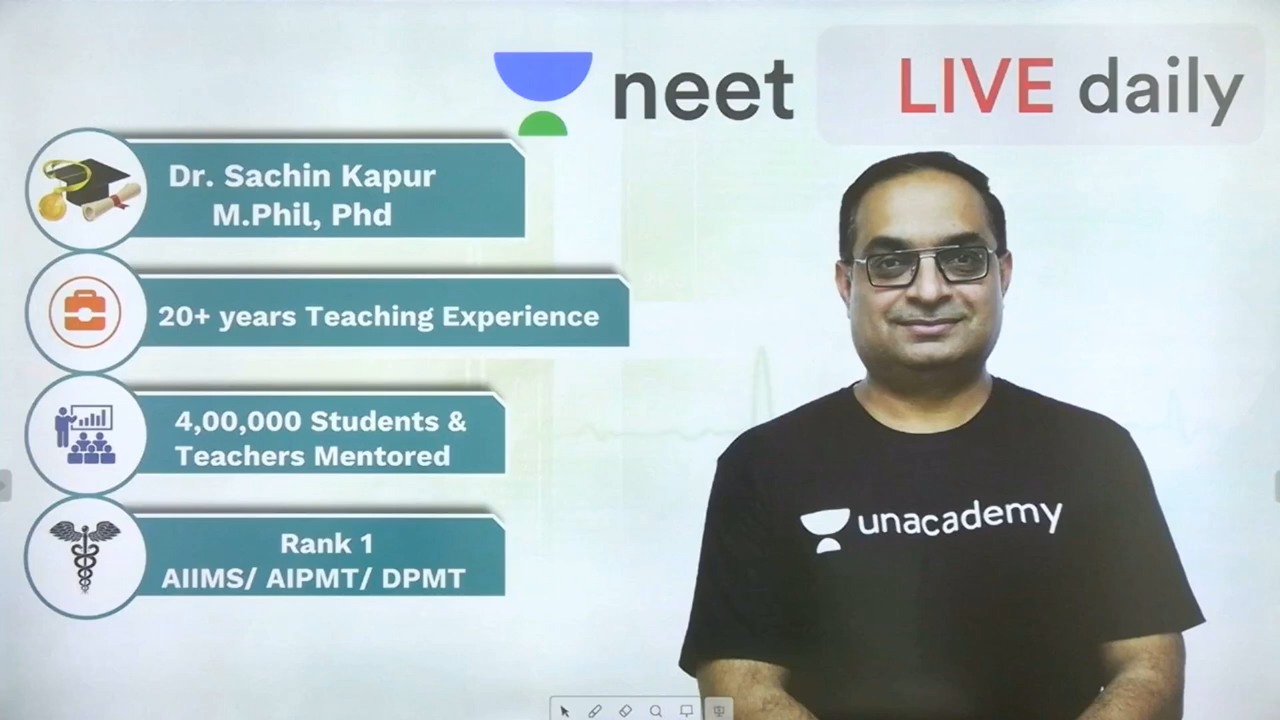 neet
LIVE daily
Dr. Sachin Kapur
M.Phil, Phd
20+ years Teaching Experience
4,00,000 Students &
Teachers Mentored
Rank 1
AIIMS/ AIPMT/ DPMT
unacademy